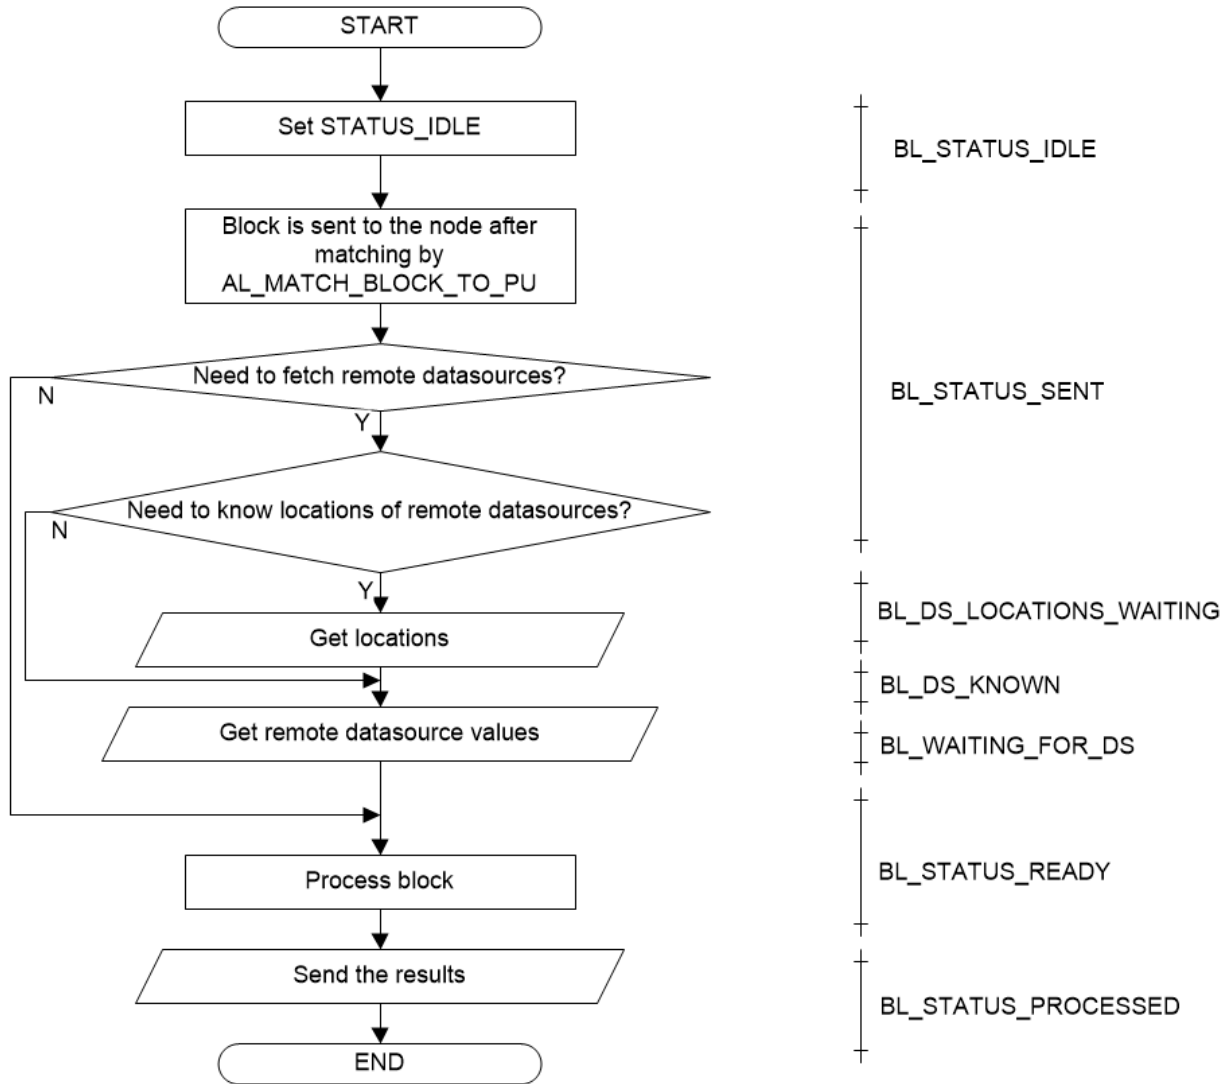 START
Set STATUS_IDLE
BL_STATUS_IDLE
Block is sent to the node after
matching by
AL_MATCH_BLOCK_TO_PU
Need to fetch remote datasources?
N
Y
BL_STATUS_SENT
Need to know locations of remote datasources?
N
Y
Get locations
BL_DS_LOCATIONS_WAITING
BL_DS_KNOWN
Get remote datasource values
BL_WAITING_FOR_DS
Process block
BL_STATUS_READY
Send the results
BL_STATUS_PROCESSED
END